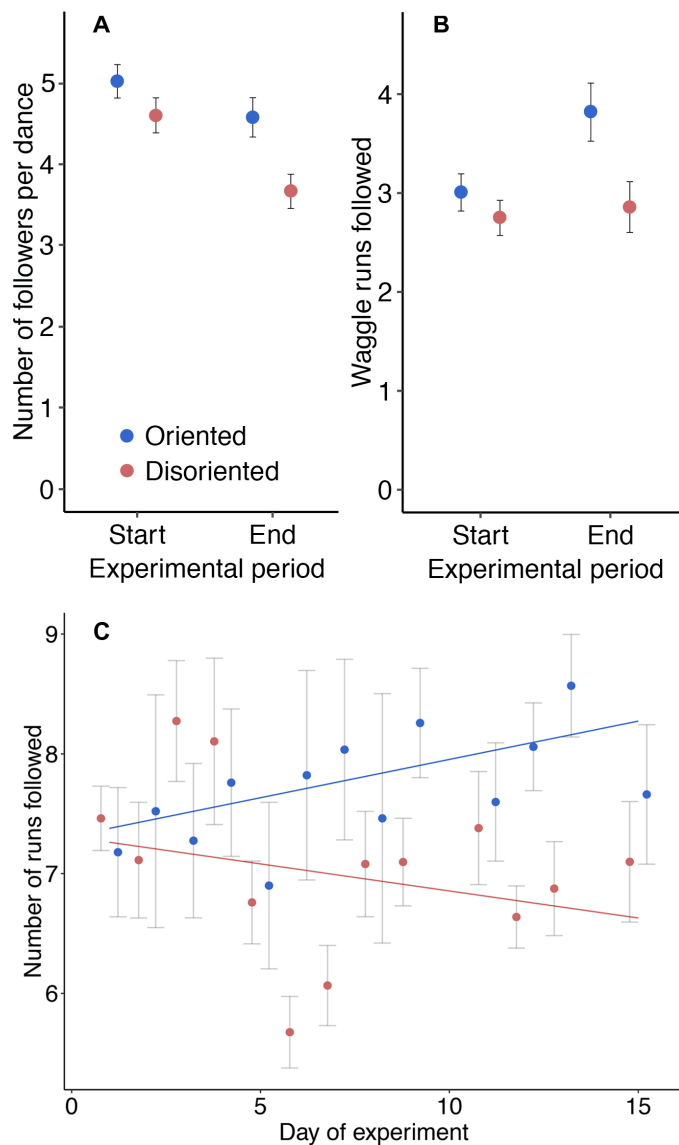 A
Number of followers per dance
5
4
3
2
1
0
Oriented
Disoriented
Start
End
Experimental period
B
Waggle runs followed
4
3
2
1
0
Start
End
Experimental period
C
Number of runs followed
9
8
7
6
0
5
10
15
Day of experiment